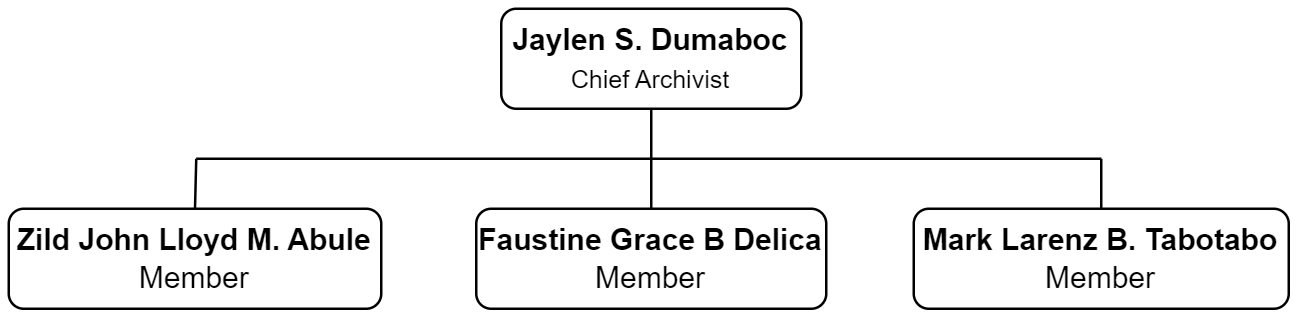 Jaylen S. Dumaboc
Chief Archivist
Zild John Lloyd M. Abule
Member
Faustine Grace B Delica
Member
Mark Larenz B. Tabotabo
Member